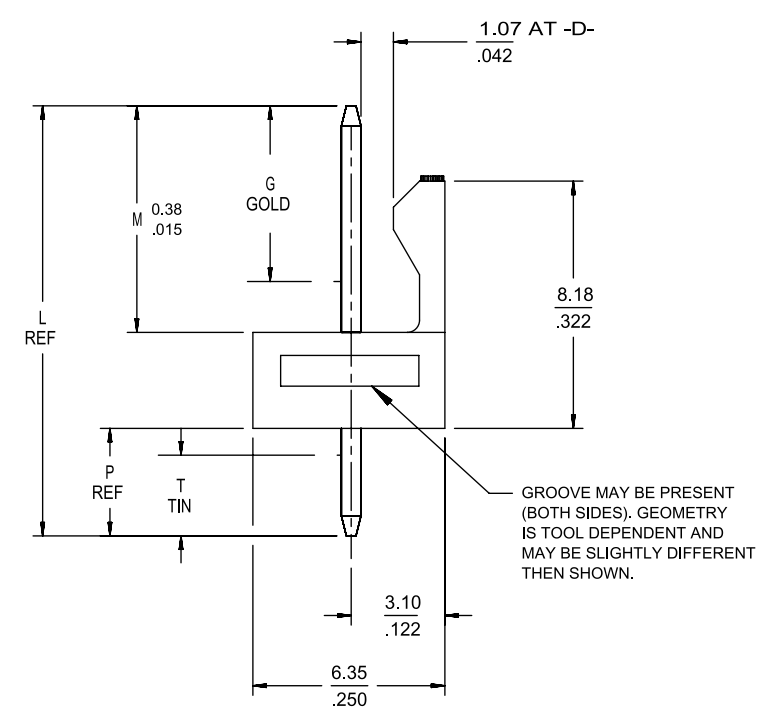 1.07 AT -D-
.042
G
GOLD
M 0.38
.015
8.18
.322
L
REF
P
REF
T
TIN
GROOVE MAY BE PRESENT
(BOTH SIDES). GEOMETRY
IS TOOL DEPENDENT AND
MAY BE SLIGHTLY DIFFERENT
THEN SHOWN.
3.10
.122
6.35
.250